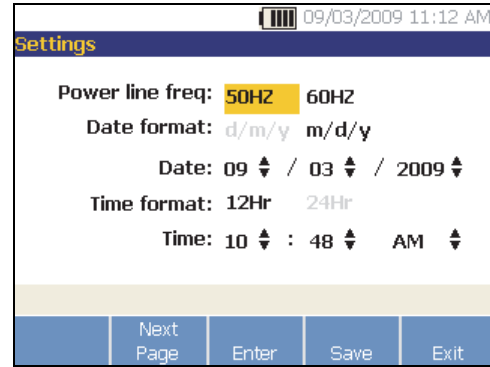 09/03/2009 11:12 AM
Settings
Power line freq: 50HZ 60HZ
Date format: d/m/y m/d/y
Date: 09 / 03 / 2009
Time format: 12Hr 24Hr
Time: 10 : 48 AM
Next Page
Enter
Save
Exit